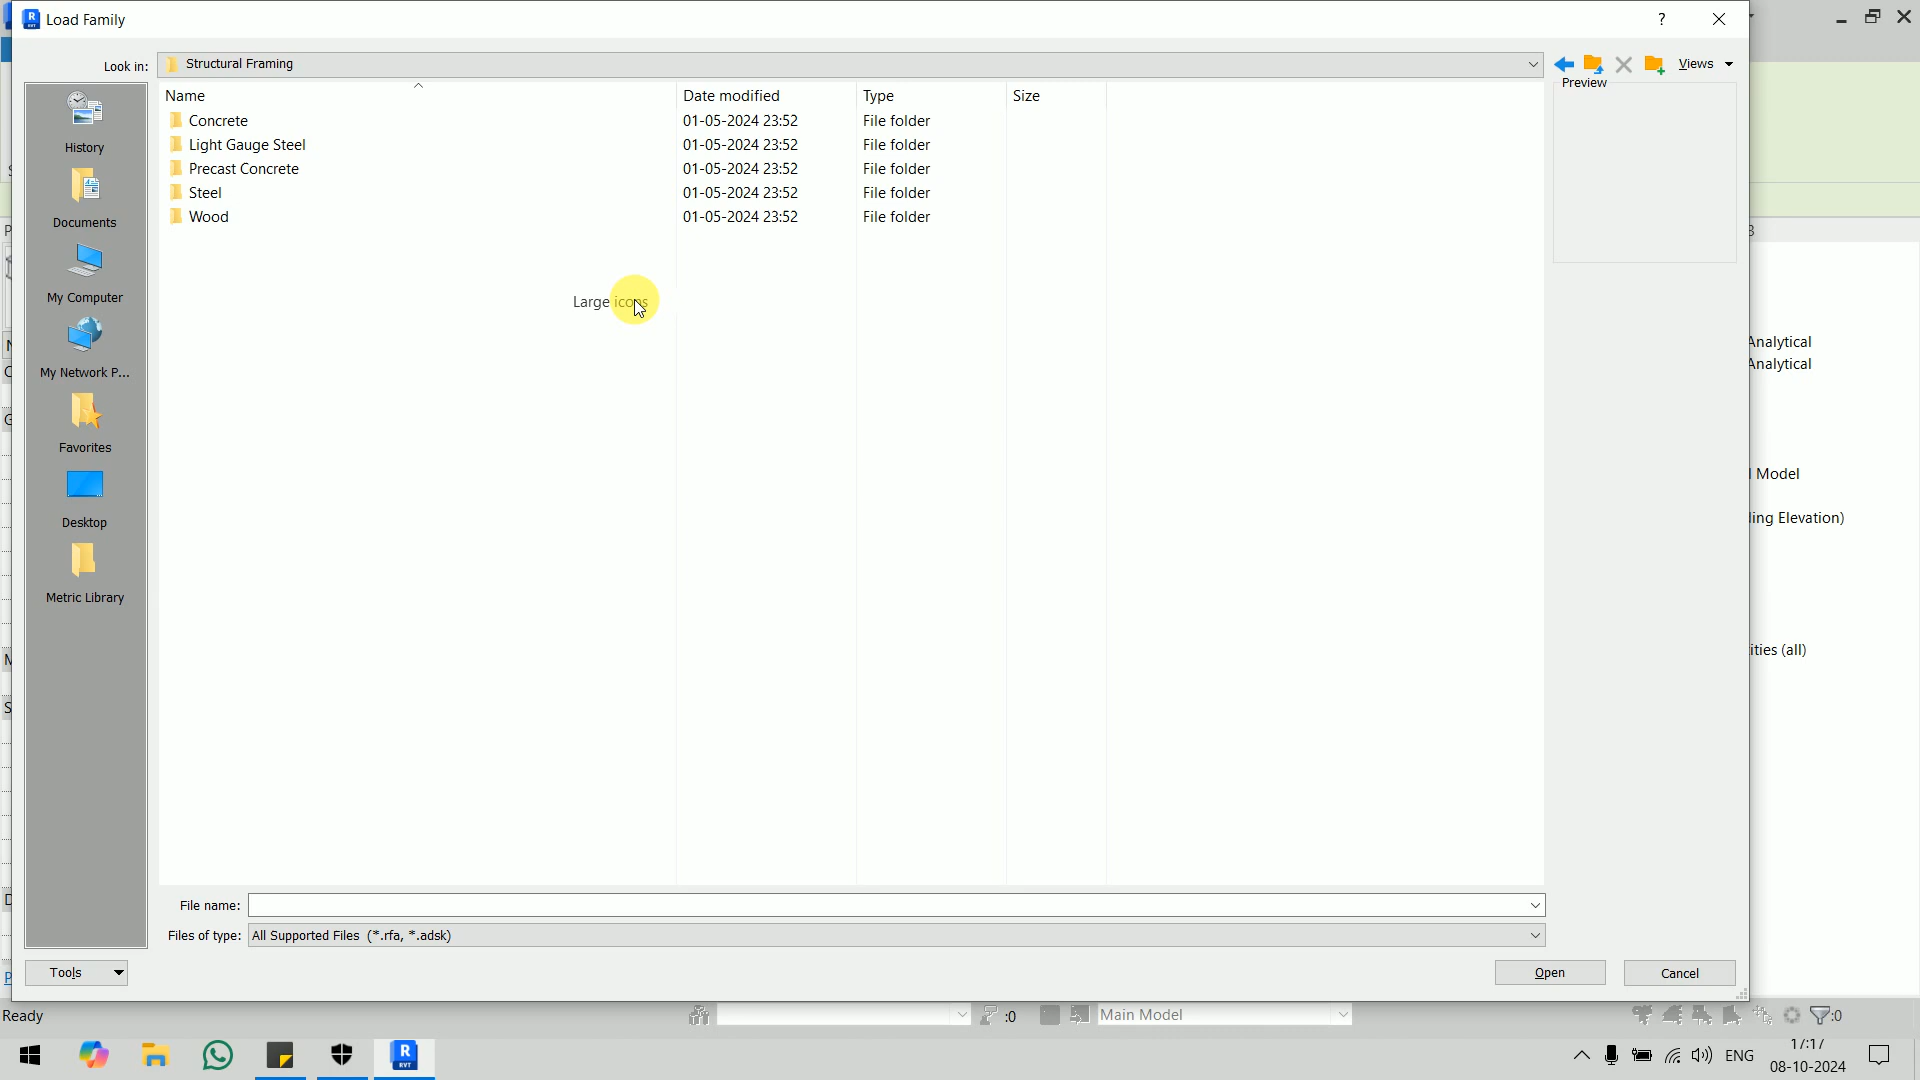 Load Family
Look in: Structural Framing
Views
Preview
Name Date modified Type Size
Concrete 01-05-2024 23:52 File folder
Light Gauge Steel 01-05-2024 23:52 File folder
Precast Concrete 01-05-2024 23:52 File folder
Steel 01-05-2024 23:52 File folder
Wood 01-05-2024 23:52 File folder
Large icons
History
Documents
My Computer
My Network P...
Favorites
Desktop
Metric Library
Analytical
Analytical
Model
ling Elevation)
ities (all)
File name:
Files of type: All Supported Files (*.rfa, *.adsk)
Tools
Open
Cancel
Ready
:0
Main Model
:0
R
RVT
ENG
17:17
08-10-2024